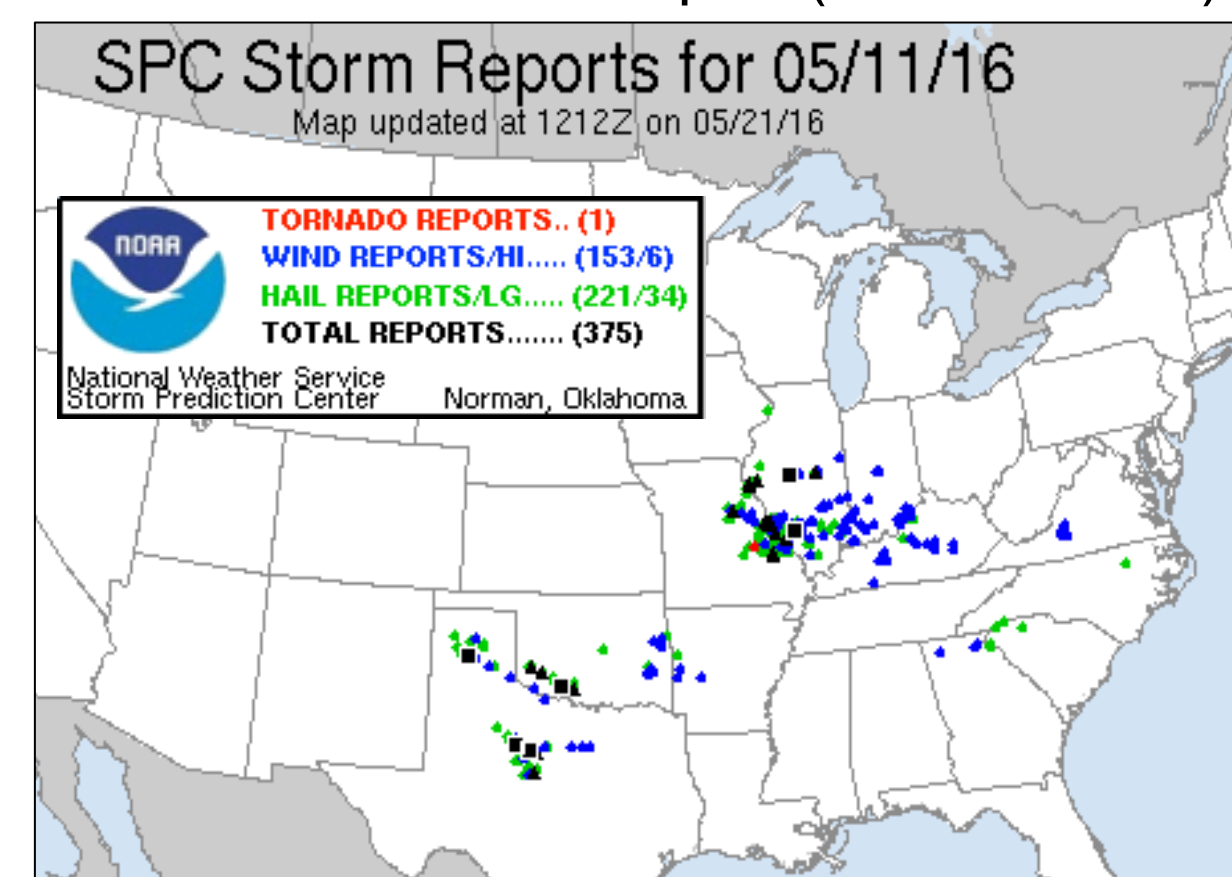 SPC Storm Reports for 05/11/16
Map updated at 1212Z on 05/21/16
NOAA
TORNADO REPORTS.. (1)
WIND REPORTS/HI..... (153/6)
HAIL REPORTS/LG..... (221/34)
TOTAL REPORTS....... (375)
National Weather Service
Storm Prediction Center Norman, Oklahoma